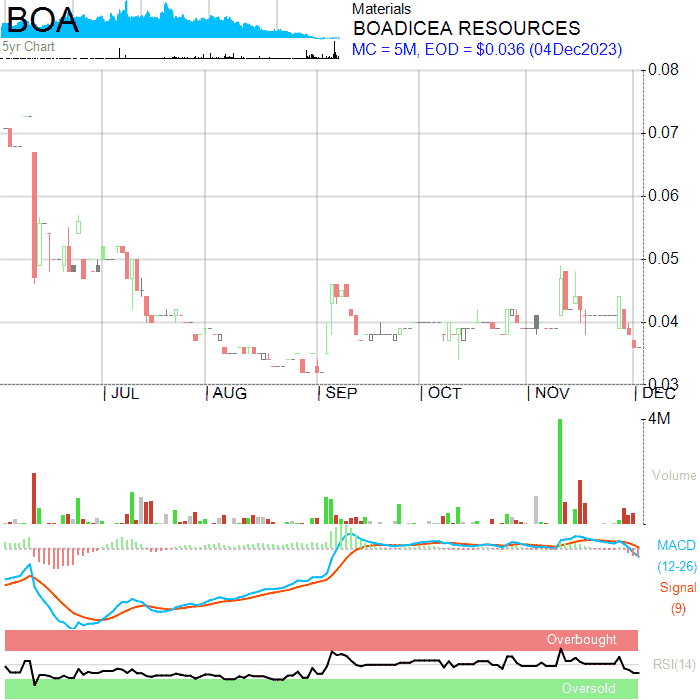 BOA
5yr Chart
Materials
BOADICEA RESOURCES
MC = 5M, EOD = $0.036 (04Dec2023)
0.08
0.07
0.06
0.05
0.04
0.03
JUL
AUG
SEP
OCT
NOV
DEC
4M
Volume
MACD
(12-26)
Signal
(9)
Overbought
RSI(14)
Oversold